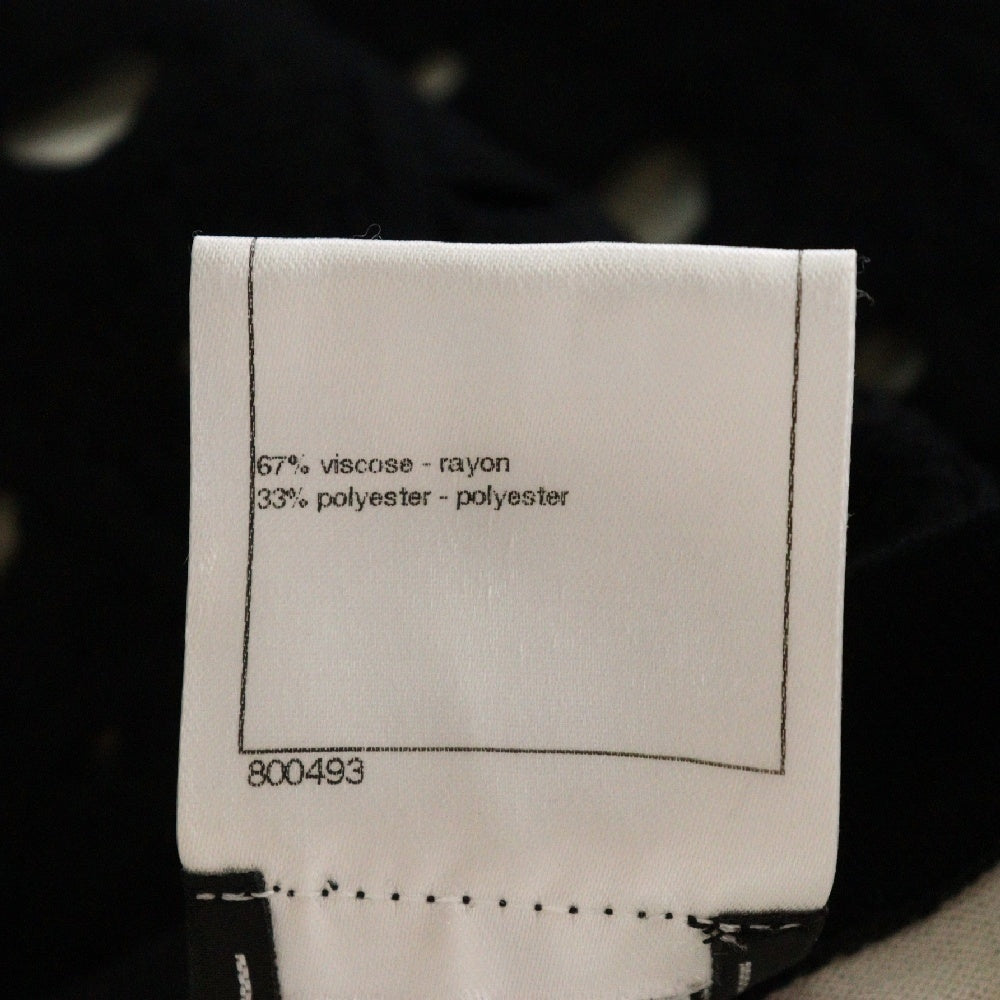 67% viscose - rayon
33% polyester - polyester
800493